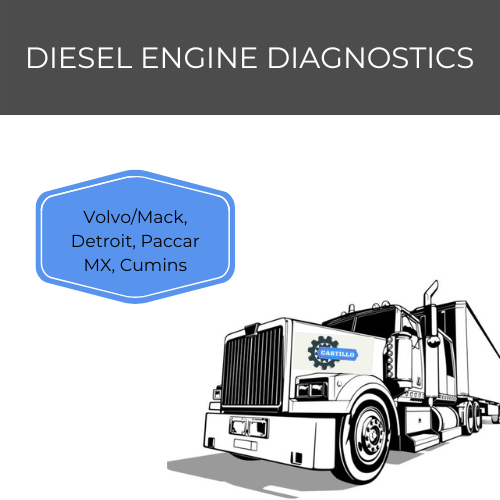 DIESEL ENGINE DIAGNOSTICS
Volvo/Mack,
Detroit, Paccar
MX, Cumins
CASTILLO